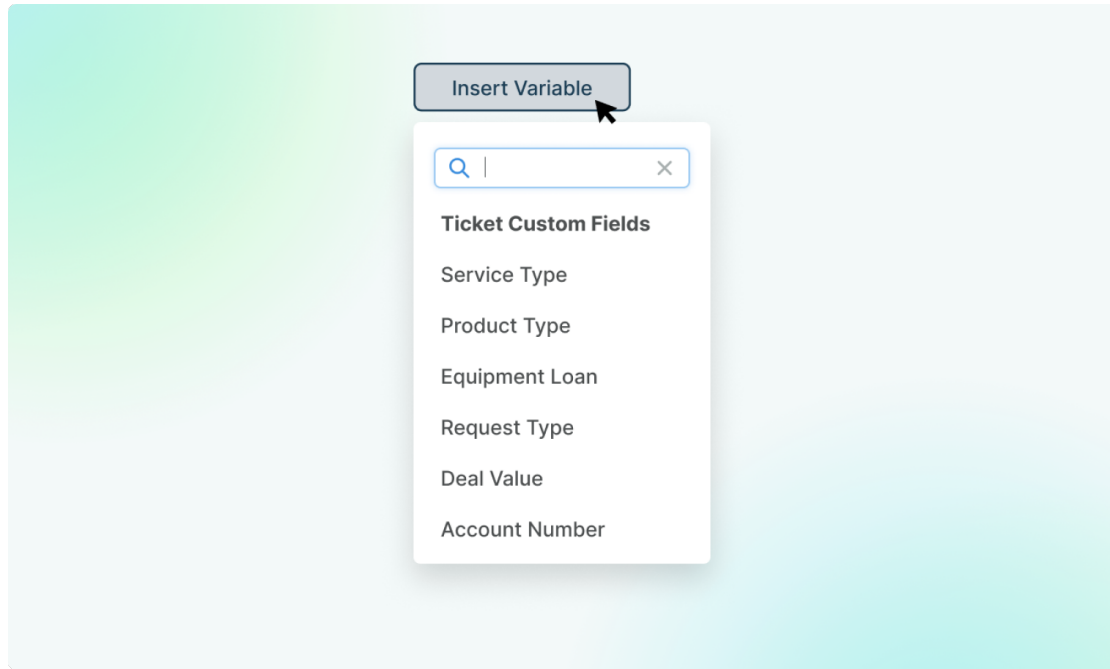 Insert Variable
Ticket Custom Fields
Service Type
Product Type
Equipment Loan
Request Type
Deal Value
Account Number